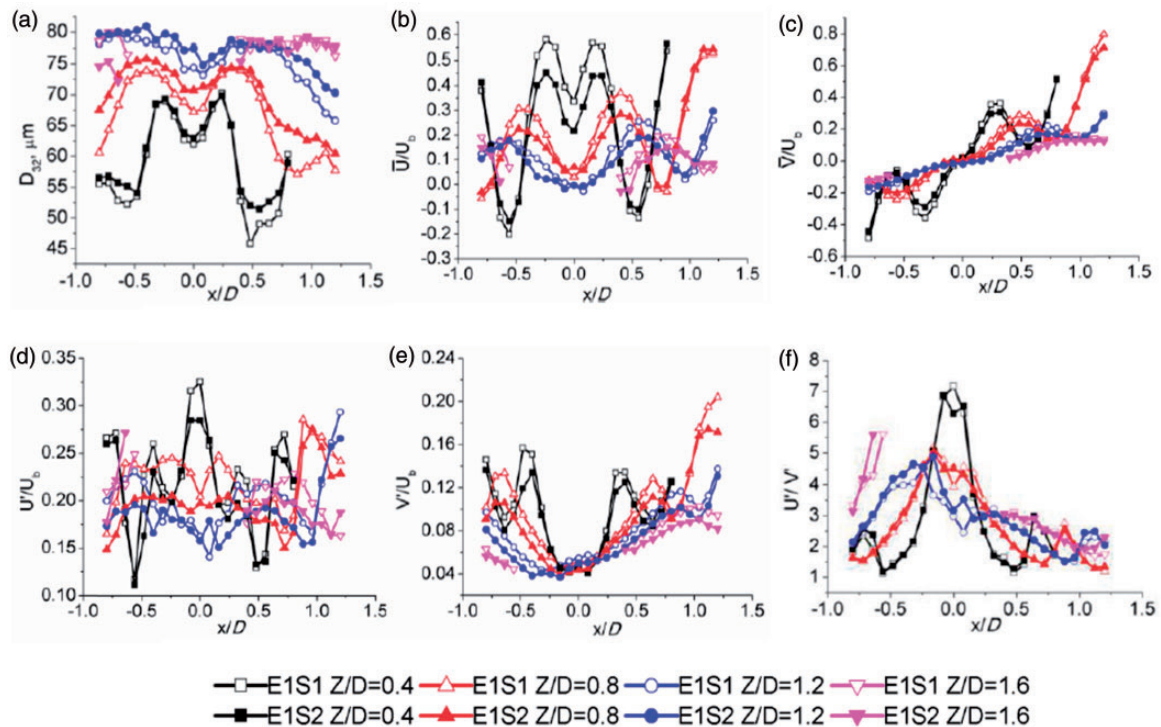 (a)
80
75
70
65
60
55
50
45
D32, μm
-1.0 -0.5 0.0 0.5 1.0 1.5
x/D
(b)
0.6
0.5
0.4
0.3
0.2
0.1
0.0
-0.1
-0.3
U̅/Ub
-1.0 -0.5 0.0 0.5 1.0 1.5
x/D
(c)
0.8
0.6
0.4
0.2
0.0
-0.2
-0.4
0.6
V̅/Ub
-1.0 -0.5 0.0 0.5 1.0 1.5
x/D
(d)
0.35
0.30
0.25
0.20
0.15
0.10
U'/Ub
-1.0 -0.5 0.0 0.5 1.0 1.5
x/D
(e)
0.24
0.20
0.16
0.12
0.08
0.04
V'/Ub
-1.0 -0.5 0.0 0.5 1.0 1.5
x/D
(f)
8
7
6
5
4
3
2
1
U'/ V'
-1.0 -0.5 0.0 0.5 1.0 1.5
x/D
E1S1 Z/D=0.4 E1S1 Z/D=0.8 E1S1 Z/D=1.2 E1S1 Z/D=1.6
E1S2 Z/D=0.4 E1S2 Z/D=0.8 E1S2 Z/D=1.2 E1S2 Z/D=1.6